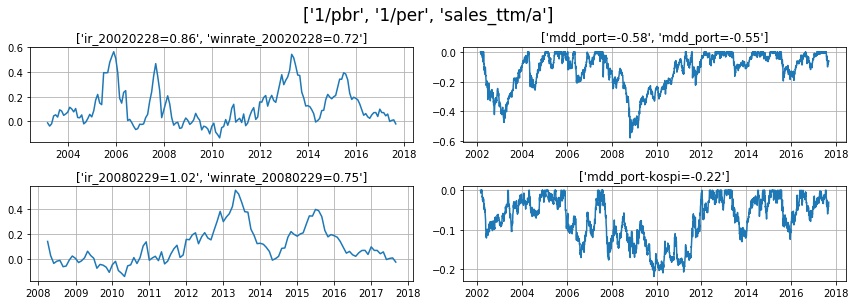 ['1/pbr', '1/per', 'sales_ttm/a']
['ir_20020228=0.86', 'winrate_20020228=0.72']
0.6
0.4
0.2
0.0
2004 2006 2008 2010 2012 2014 2016 2018
['mdd_port=-0.58', 'mdd_port=-0.55']
0.0
−0.2
−0.4
−0.6
2002 2004 2006 2008 2010 2012 2014 2016 2018
['ir_20080229=1.02', 'winrate_20080229=0.75']
0.4
0.2
0.0
2008 2009 2010 2011 2012 2013 2014 2015 2016 2017 2018
['mdd_port-kospi=-0.22']
0.0
−0.1
−0.2
2002 2004 2006 2008 2010 2012 2014 2016 2018